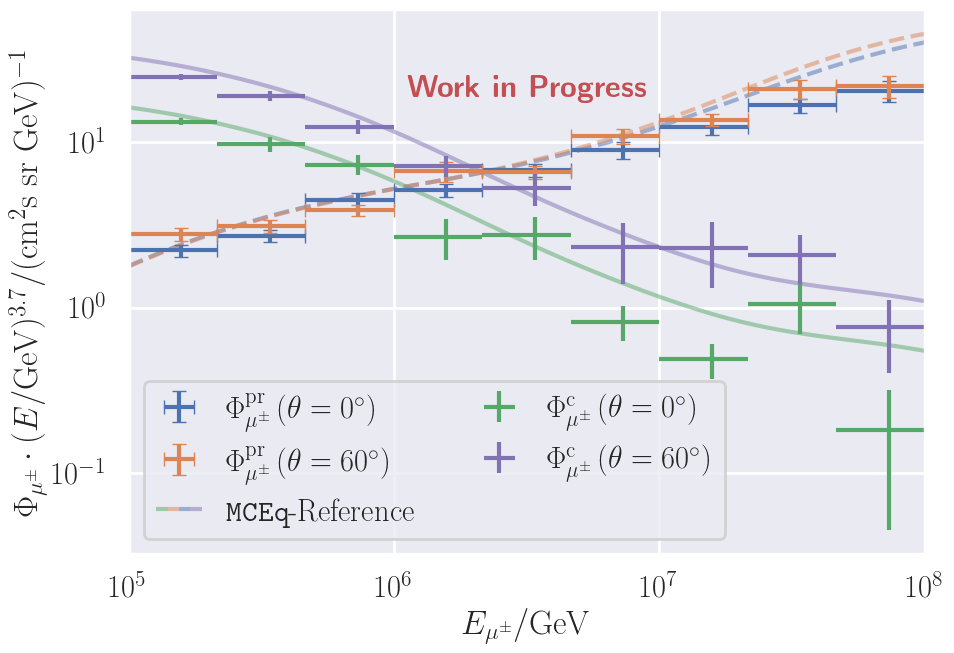 Work in Progress
Φ_{μ^±} · (E/GeV)^{3.7}/(cm²s sr GeV)^{−1}
10^1
10^0
10^{−1}
Φ^{pr}_{μ^±} (θ = 0°)
Φ^{pr}_{μ^±} (θ = 60°)
MCEq-Reference
Φ^{c}_{μ^±} (θ = 0°)
Φ^{c}_{μ^±} (θ = 60°)
10^5
10^6
10^7
10^8
E_{μ^±}/GeV